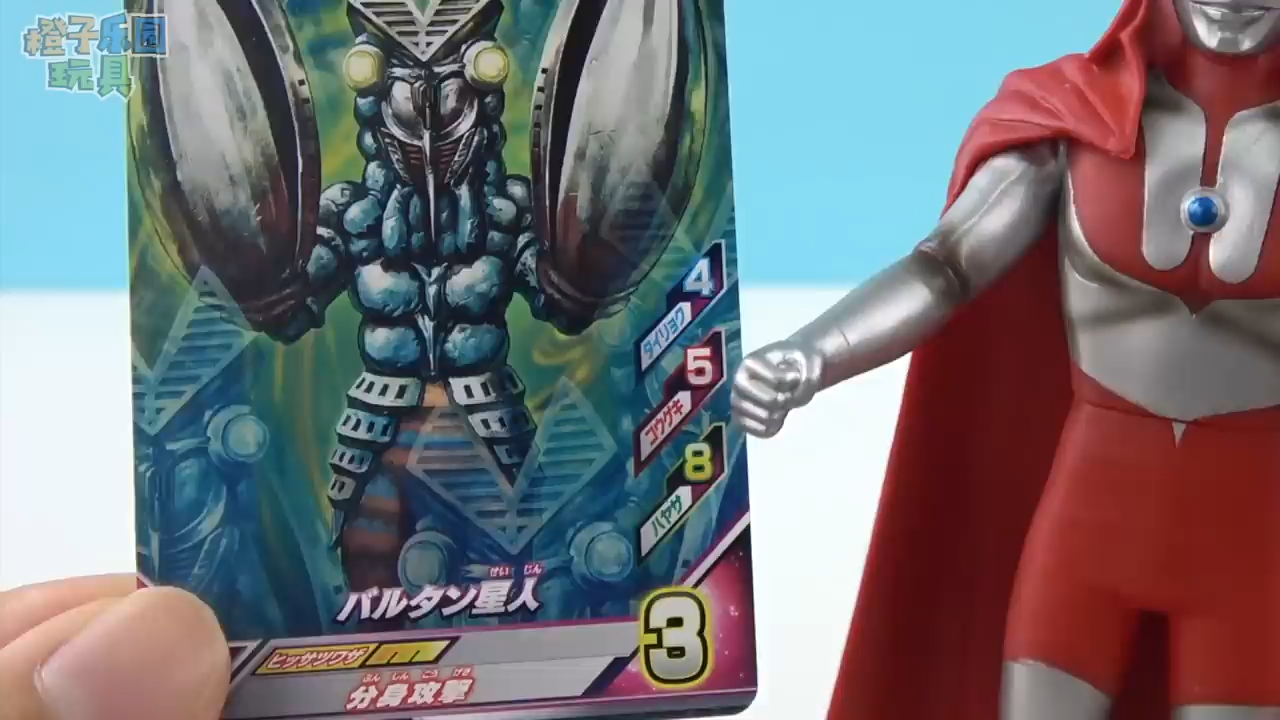 橙子乐园
玩具
4
タイリョク
5
コウゲキ
8
ハヤサ
せい じん
バルタン星人
3
ヒッサツワザ
ぶん しん こう げき
分身攻撃